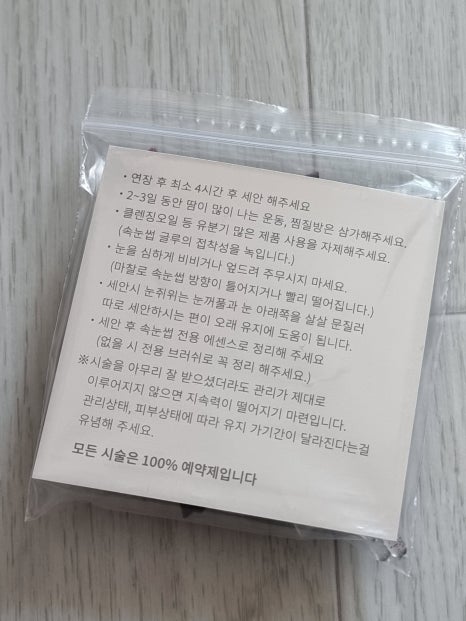 • 연장 후 최소 4시간 후 세안 해주세요
• 2~3일 동안 땀이 많이 나는 운동, 찜질방은 삼가해주세요.
• 클렌징오일 등 유분기 많은 제품 사용을 자제해주세요.
(속눈썹 글루의 접착성을 녹입니다.)
• 눈을 심하게 비비거나 엎드려 주무시지 마세요.
(마찰로 속눈썹 방향이 틀어지거나 빨리 떨어집니다.)
• 세안시 눈쥐위는 눈꺼풀과 눈 아래쪽을 살살 문질러
따로 세안하시는 편이 오래 유지에 도움이 됩니다.
• 세안 후 속눈썹 전용 에센스로 정리해 주세요
(없을 시 전용 브러쉬로 꼭 정리 해주세요.)
※시술을 아무리 잘 받으셨더라도 관리가 제대로
이루어지지 않으면 지속력이 떨어지기 마련입니다.
관리상태, 피부상태에 따라 유지 가기간이 달라진다는걸
유념해 주세요.
모든 시술은 100% 예약제입니다